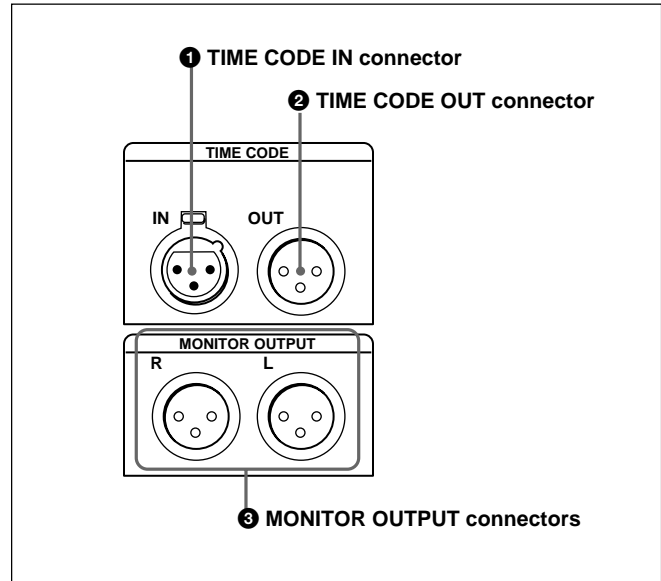 ❶ TIME CODE IN connector
❷ TIME CODE OUT connector
TIME CODE
IN OUT
MONITOR OUTPUT
R L
❸ MONITOR OUTPUT connectors